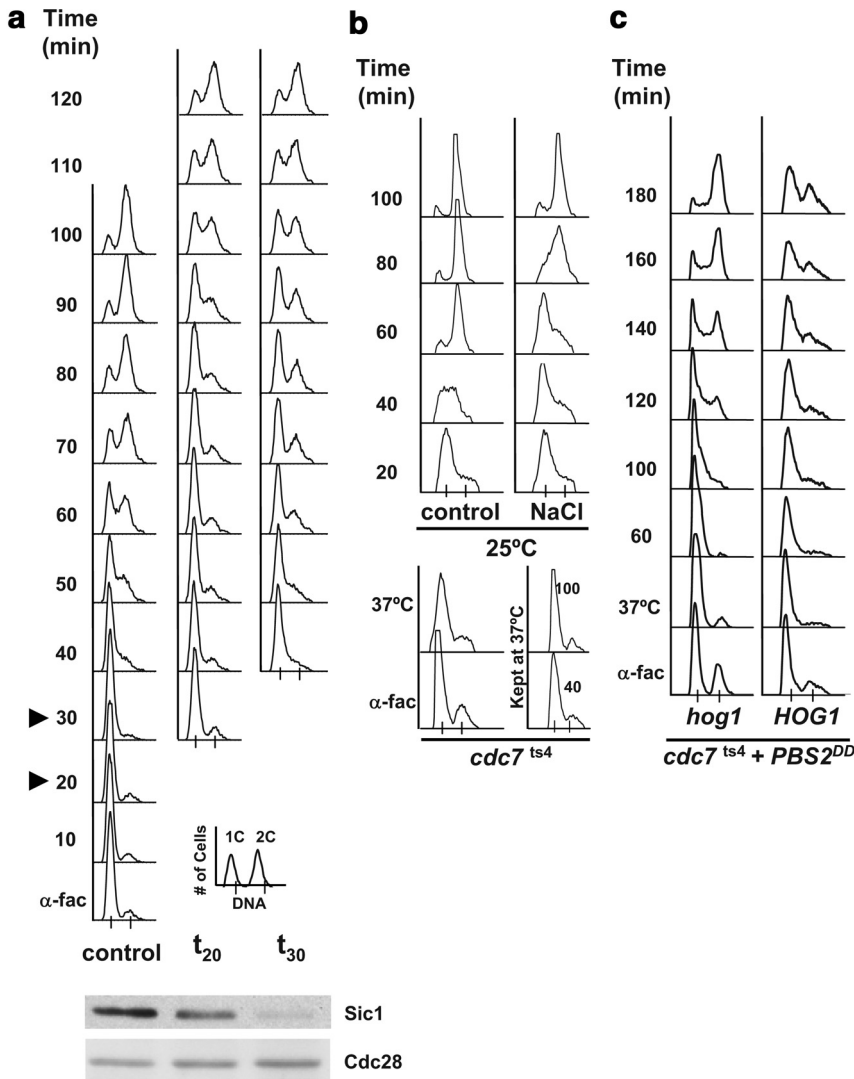 a
Time
(min)
120
110
100
90
80
70
60
50
40
30
20
10
α-fac
control
t20
t30
# of Cells
1C 2C
DNA
Sic1
Cdc28
b
Time
(min)
100
80
60
40
20
control NaCl
25ºC
37ºC
α-fac
Kept at 37ºC
100
40
cdc7 ts4
c
Time
(min)
180
160
140
120
100
60
37ºC
α-fac
hog1 HOG1
cdc7 ts4 + PBS2DD